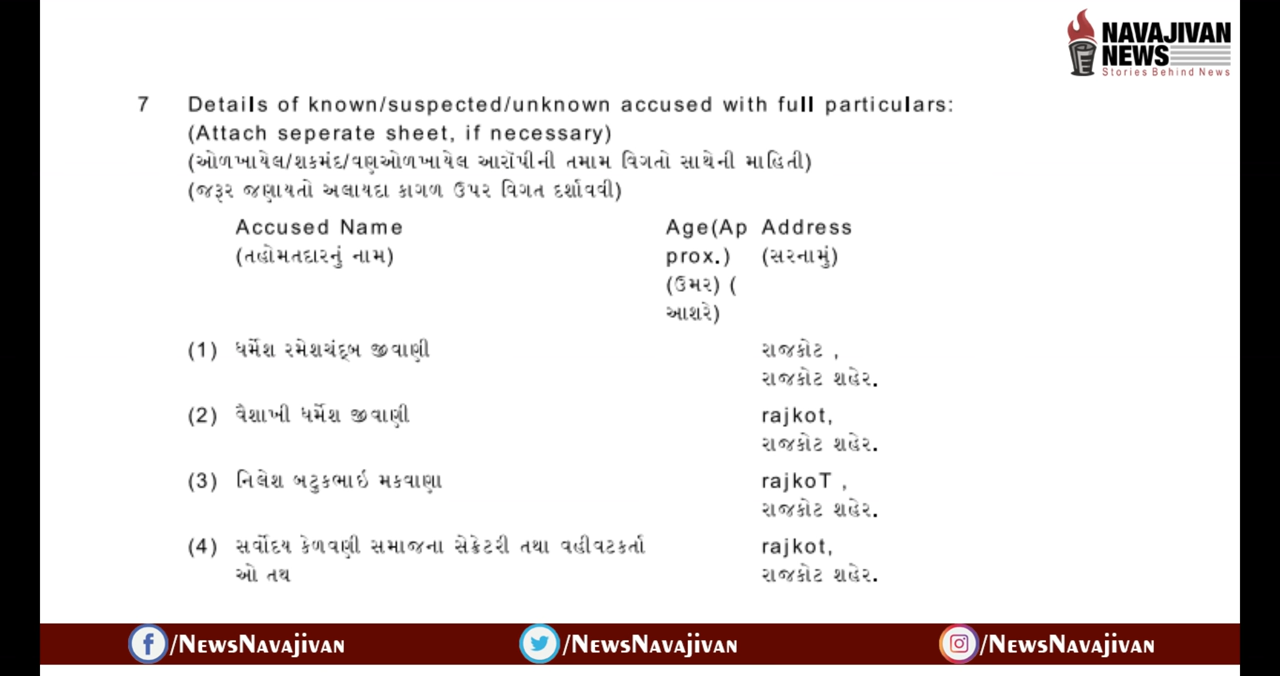 NAVAJIVAN
NEWS
Stories Behind News
7 Details of known/suspected/unknown accused with full particulars:
(Attach seperate sheet, if necessary)
(ઓળખાયેલ/શકમંદ/વણઓળખાયેલ આરોપીની તમામ વિગતો સાથેની માહિતી)
(જરૂર જણાયતો અલાયદા કાગળ ઉપર વિગત દર્શાવવી)
Accused Name Age(Ap Address
(તહોમતદારનું નામ) prox.) (સરનામું)
(ઉંમર) (
આશરે)
(1) ધર્મેશ રમેશચંદ્બ જીવાણી રાજકોટ ,
રાજકોટ શહેર.
(2) વૈશાખી ધર્મેશ જીવાણી rajkot,
રાજકોટ શહેર.
(3) નિલેશ બટુકભાઇ મકવાણા rajkoT ,
રાજકોટ શહેર.
(4) સર્વોદય કેળવણી સમાજના સેક્રેટરી તથા વહીવટકર્તા rajkot,
ઓ તથ રાજકોટ શહેર.
/NEWSNAVAJIVAN /NEWSNAVAJIVAN /NEWSNAVAJIVAN